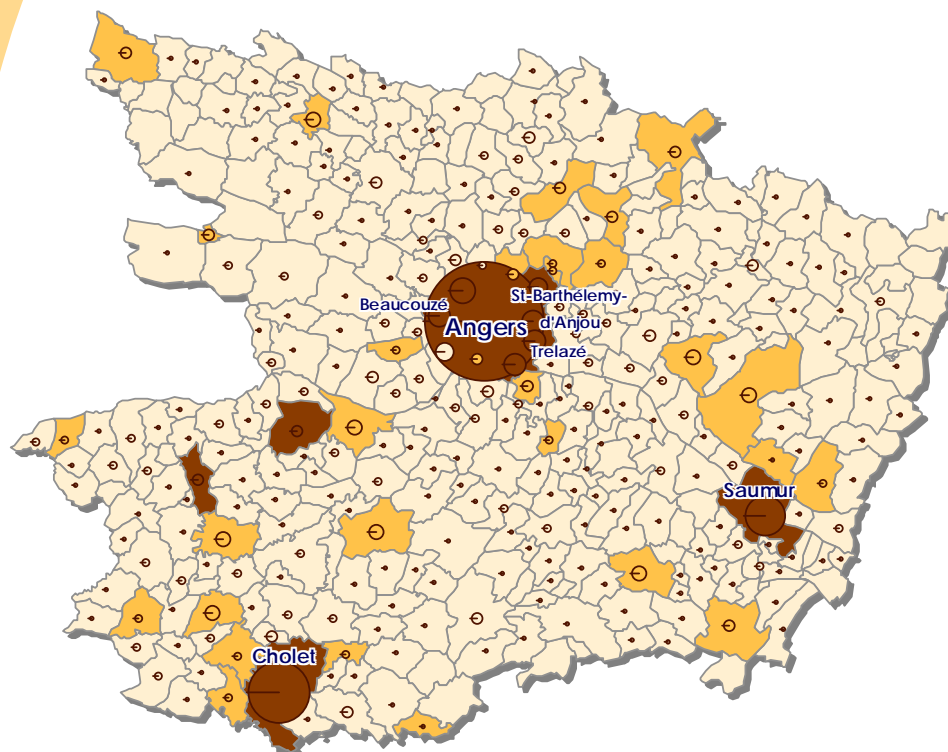 Beaucouzé
St-Barthélemy-
d'Anjou
Angers
Trelazé
Saumur
Cholet